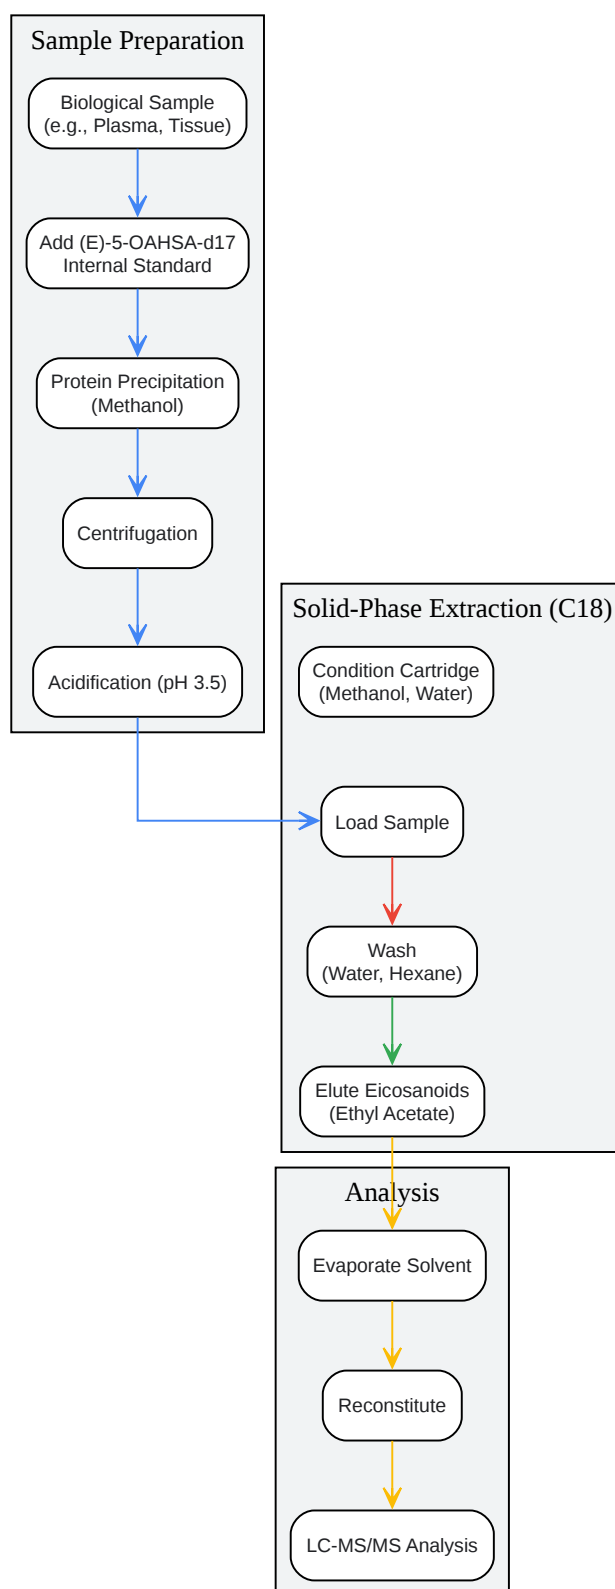 Sample Preparation
Biological Sample
(e.g., Plasma, Tissue)
Add (E)-5-OAHSA-d17
Internal Standard
Protein Precipitation
(Methanol)
Centrifugation
Acidification (pH 3.5)
Solid-Phase Extraction (C18)
Condition Cartridge
(Methanol, Water)
Load Sample
Wash
(Water, Hexane)
Elute Eicosanoids
(Ethyl Acetate)
Analysis
Evaporate Solvent
Reconstitute
LC-MS/MS Analysis